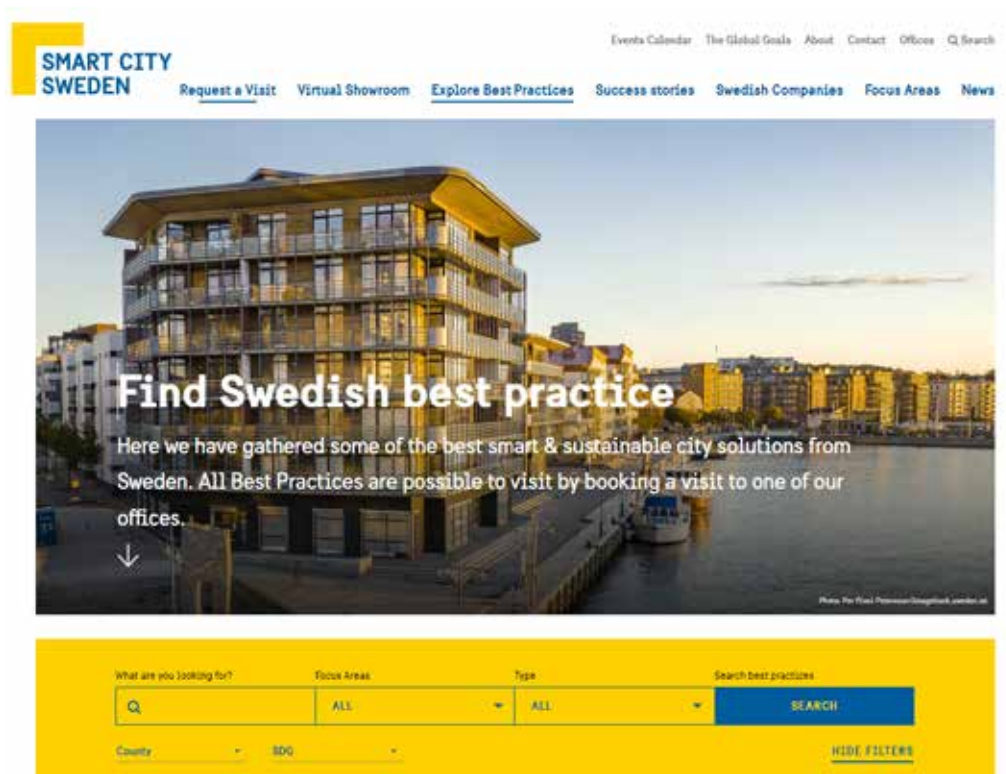 SMART CITY
SWEDEN
Events Calendar The Global Goals About Contact Offices Search
Request a Visit Virtual Showroom Explore Best Practices Success stories Swedish Companies Focus Areas News
Find Swedish best practice
Here we have gathered some of the best smart & sustainable city solutions from
Sweden. All Best Practices are possible to visit by booking a visit to one of our
offices.
What are you looking for? Focus Areas Type Search best practices
ALL ALL SEARCH
County SDG HIDE FILTERS